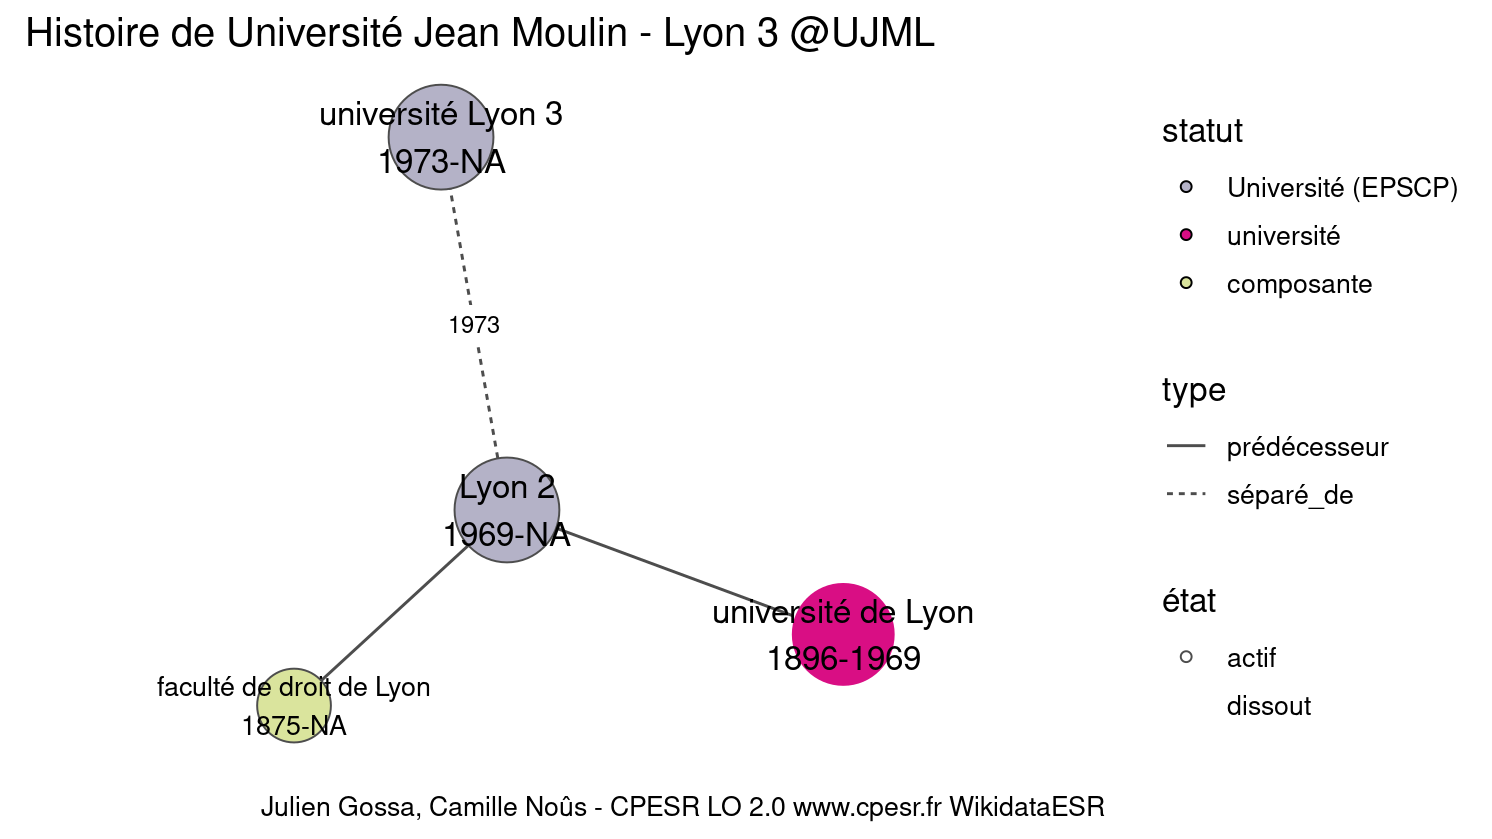 Histoire de Université Jean Moulin - Lyon 3 @UJML
université Lyon 3
1973-NA
1973
Lyon 2
1969-NA
université de Lyon
1896-1969
faculté de droit de Lyon
1875-NA
statut
Université (EPSCP)
université
composante
type
prédécesseur
séparé_de
état
actif
dissout
Julien Gossa, Camille Noûs - CPESR LO 2.0 www.cpesr.fr WikidataESR